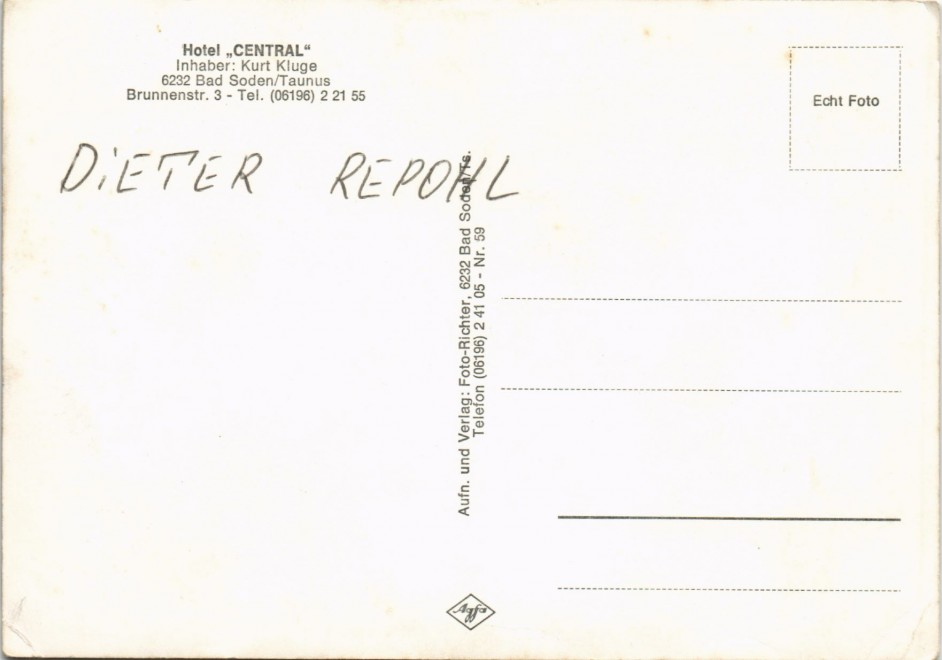 Hotel „CENTRAL“
Inhaber: Kurt Kluge
6232 Bad Soden/Taunus
Brunnenstr. 3 - Tel. (06196) 2 21 55
Echt Foto
DiETER REPOHL
Aufn. und Verlag: Foto-Richter, 6232 Bad Soden/Ts.
Telefon (06196) 2 41 05 - Nr. 59
Agfa